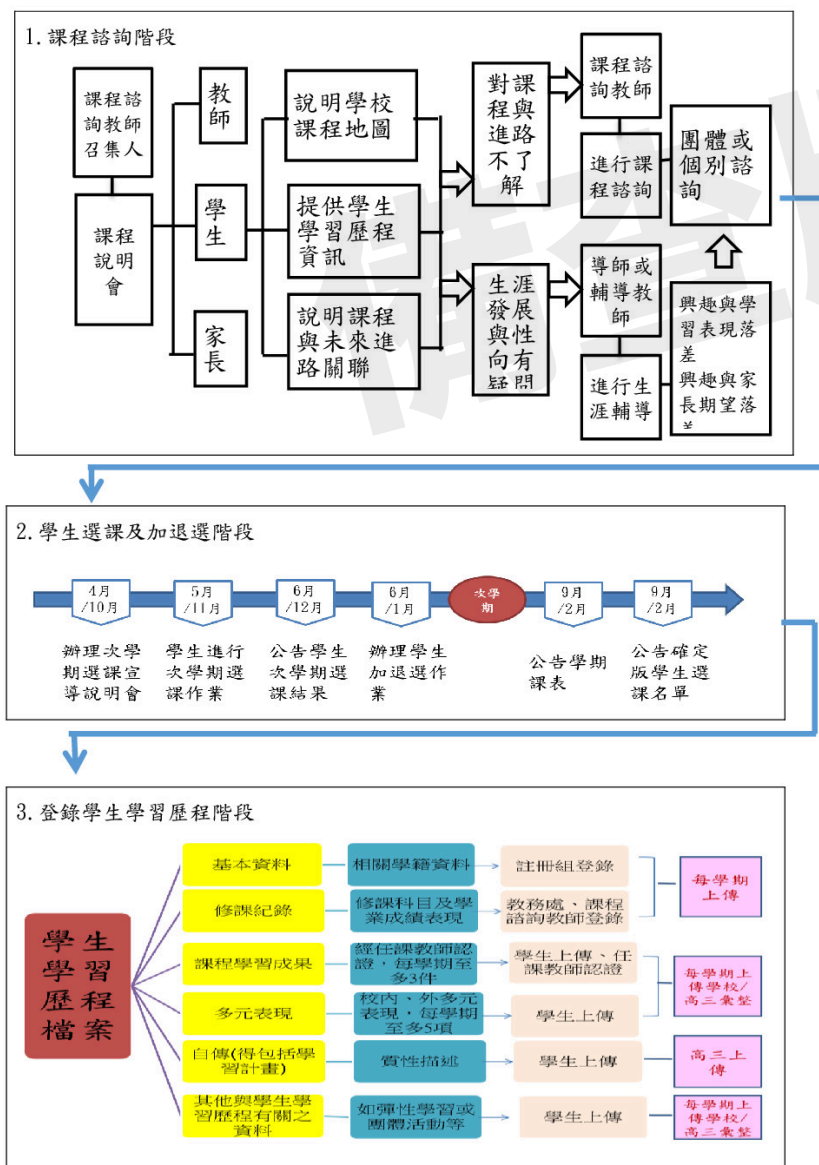 1.課程諮詢階段
課程諮
詢教師
召集人
課程
說明
會
教
師
學
生
家
長
說明學校
課程地圖
提供學生
學習歷程
資訊
說明課程
與未來進
路關聯
對課
程與
進路
不了
解
生涯
發展
與性
向有
疑問
課程諮
詢教師
進行課
程諮詢
導師或
輔導教
師
進行生
涯輔導
團體或
個別諮
詢
興趣與學
習表現落
差
興趣與家
長期望落
差
備查版
2.學生選課及加退選階段
4月
/10月
5月
/11月
6月
/12月
6月
/1月
次學
期
9月
/2月
9月
/2月
辦理次學
期選課宣
導說明會
學生進行
次學期選
課作業
公告學生
次學期選
課結果
辦理學生
加退選作
業
公告學期
課表
公告確定
版學生選
課名單
3.登錄學生學習歷程階段
學生
學習
歷程
檔案
基本資料
相關學籍資料
註冊組登錄
修課紀錄
修課科目及學
業成績表現
教務處、課程
諮詢教師登錄
每學期
上傳
課程學習成果
經任課教師認
證，每學期至
多3件
學生上傳、任
課教師認證
多元表現
校內、外多元
表現，每學期
至多5項
學生上傳
每學期上
傳學校/
高三彙整
自傳(得包括學
習計畫)
質性描述
學生上傳
高三上
傳
其他與學生學
習歷程有關之
資料
如彈性學習或
團體活動等
學生上傳
每學期上
傳學校/
高三彙整